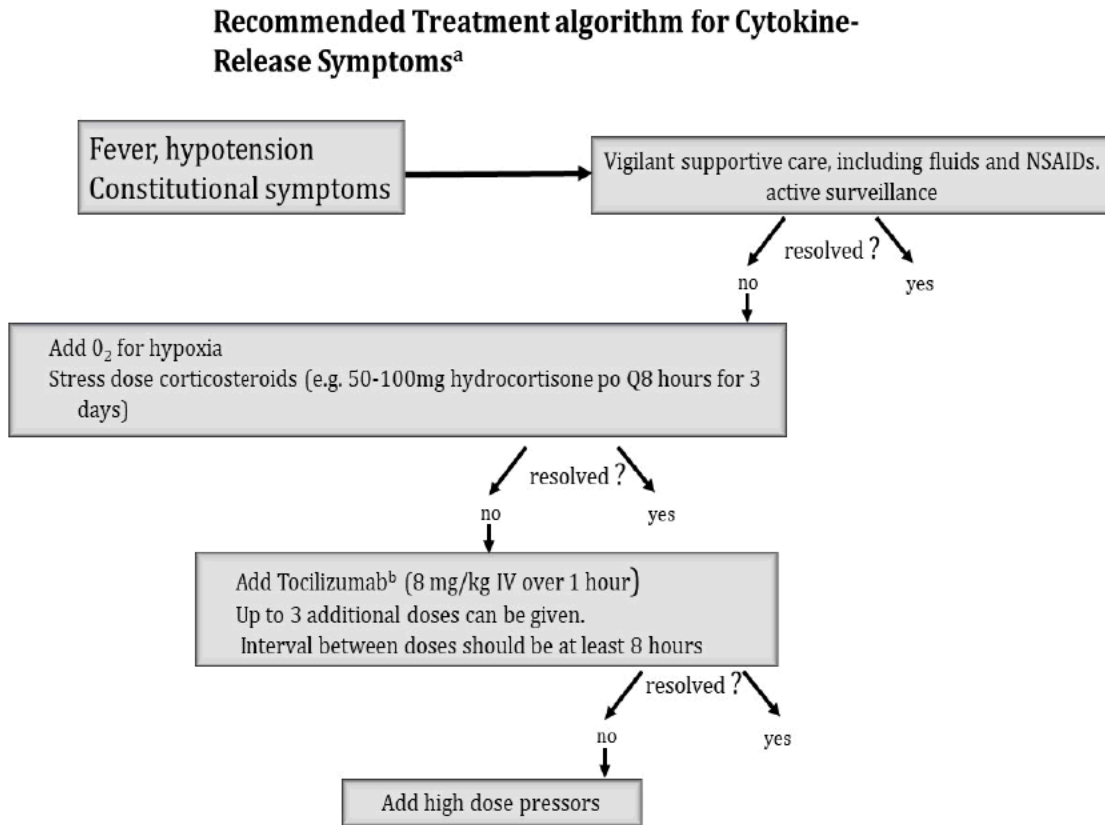 Recommended Treatment algorithm for Cytokine-
Release Symptomsᵃ
Fever, hypotension
Constitutional symptoms
Vigilant supportive care, including fluids and NSAIDs.
active surveillance
resolved ?
no
yes
Add 0₂ for hypoxia
Stress dose corticosteroids (e.g. 50-100mg hydrocortisone po Q8 hours for 3
days)
resolved ?
no
yes
Add Tocilizumabᵇ (8 mg/kg IV over 1 hour)
Up to 3 additional doses can be given.
Interval between doses should be at least 8 hours
resolved ?
no
yes
Add high dose pressors